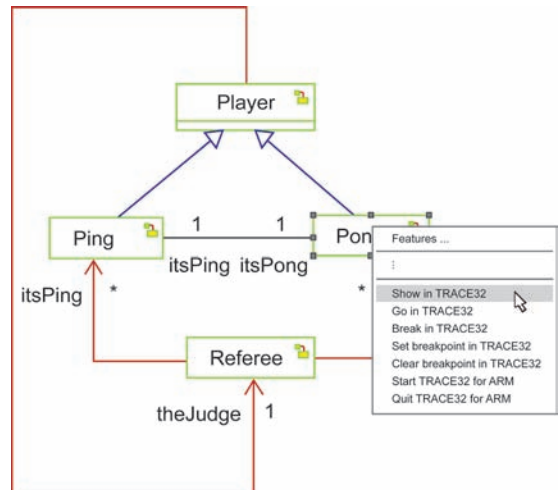 Player
Ping
1
1
Pon
itsPing
itsPong
Features ...
⋮
Show in TRACE32
Go in TRACE32
Break in TRACE32
Set breakpoint in TRACE32
Clear breakpoint in TRACE32
Start TRACE32 for ARM
Quit TRACE32 for ARM
itsPing
*
*
Referee
theJudge
1